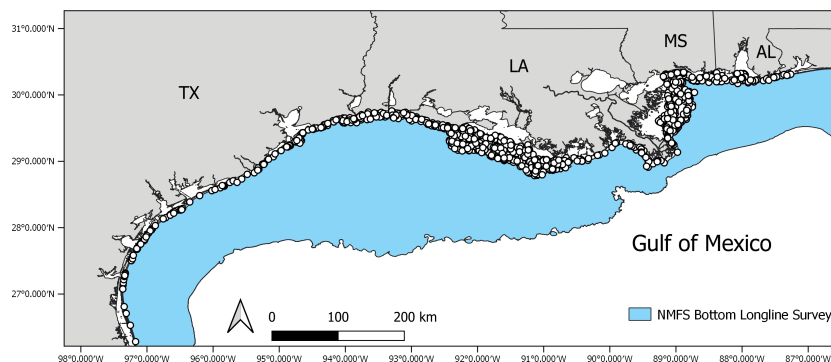 31°0.000'N
30°0.000'N
29°0.000'N
28°0.000'N
27°0.000'N
TX
LA
MS
AL
Gulf of Mexico
0 100 200 km
NMFS Bottom Longline Survey
98°0.000'W 97°0.000'W 96°0.000'W 95°0.000'W 94°0.000'W 93°0.000'W 92°0.000'W 91°0.000'W 90°0.000'W 89°0.000'W 88°0.000'W 87°0.000'W